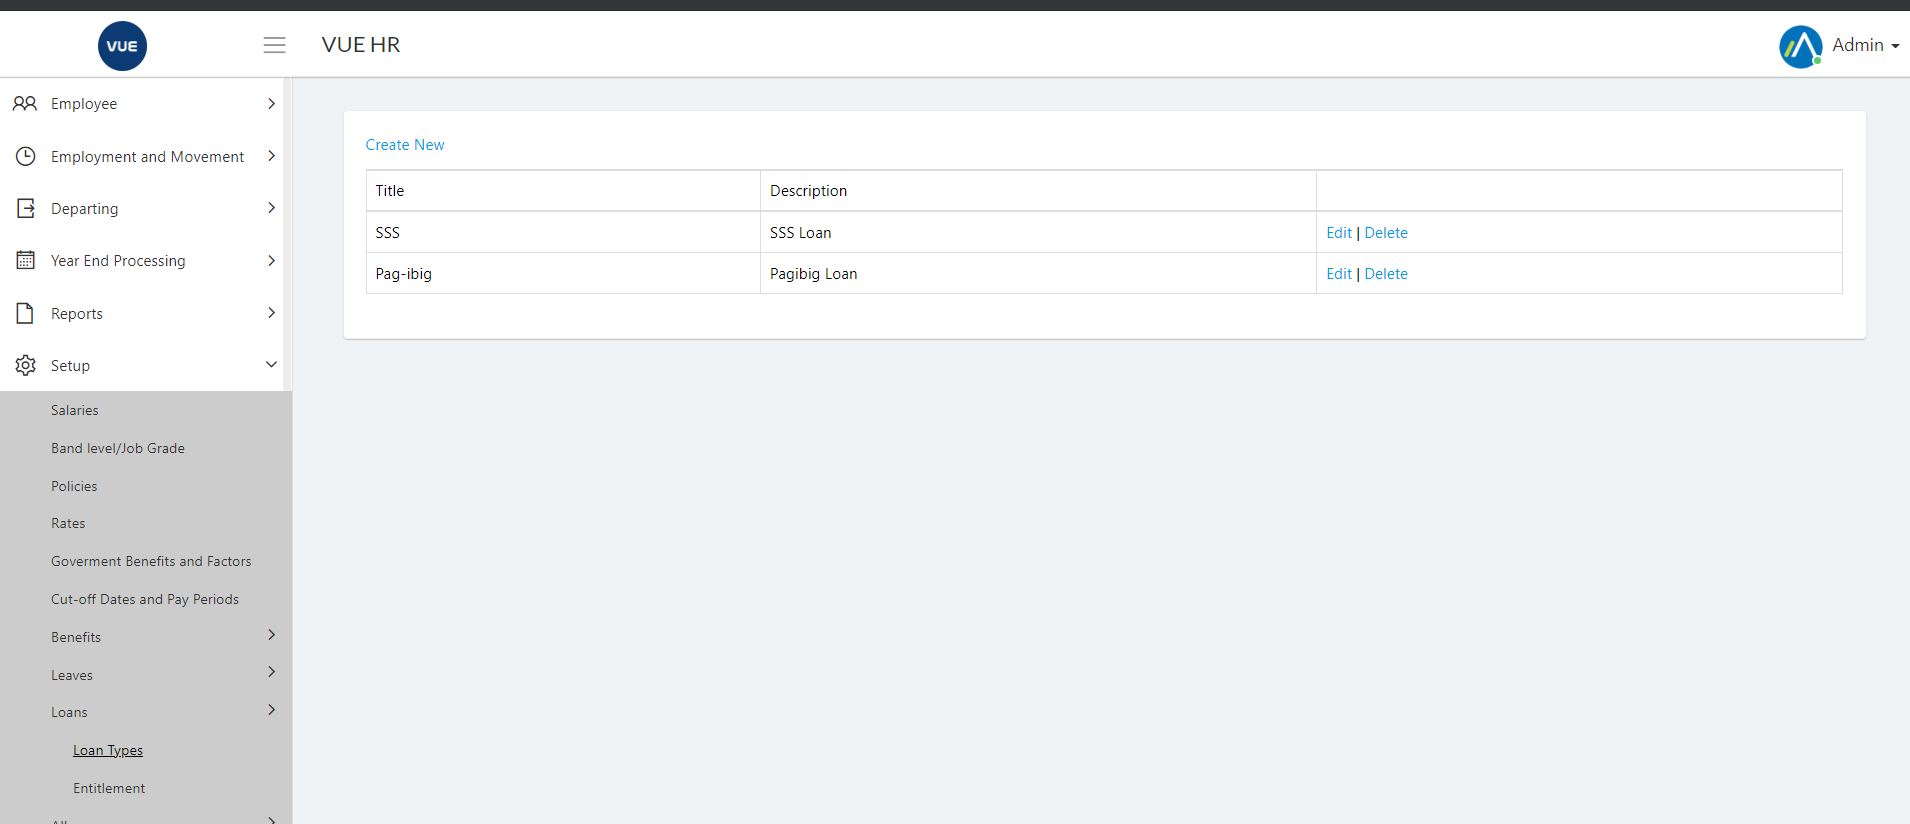 VUE
VUE HR
Admin
Employee
Employment and Movement
Departing
Year End Processing
Reports
Setup
Salaries
Band level/Job Grade
Policies
Rates
Goverment Benefits and Factors
Cut-off Dates and Pay Periods
Benefits
Leaves
Loans
Loan Types
Entitlement
Create New
Title Description
SSS SSS Loan Edit | Delete
Pag-ibig Pagibig Loan Edit | Delete